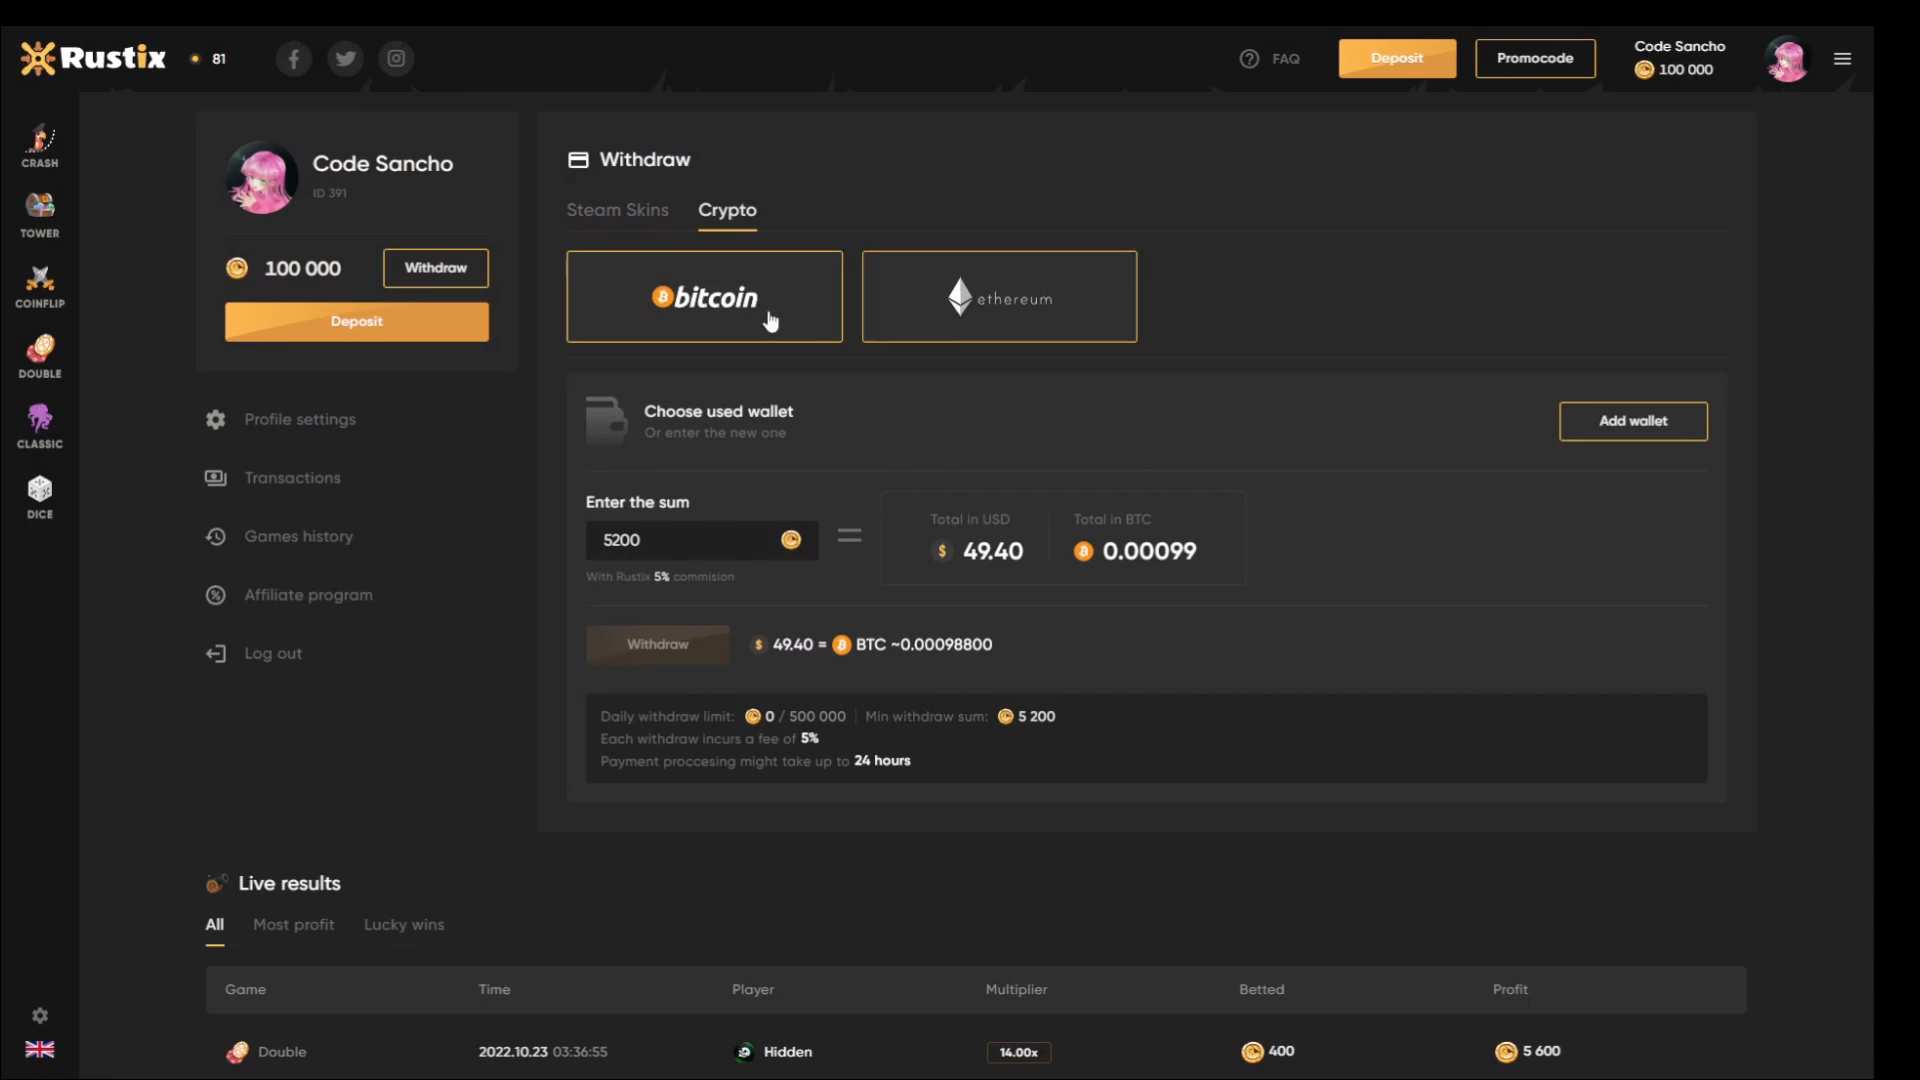 Rustix
81
FAQ
Deposit
Promocode
Code Sancho
100 000
CRASH
TOWER
COINFLIP
DOUBLE
CLASSIC
DICE
Code Sancho
ID 391
100 000
Withdraw
Deposit
Profile settings
Transactions
Games history
Affiliate program
Log out
Withdraw
Steam Skins
Crypto
bitcoin
ethereum
Choose used wallet
Or enter the new one
Add wallet
Enter the sum
5200
With Rustix 5% commision
=
Total in USD
$ 49.40
Total in BTC
0.00099
Withdraw
$ 49.40 = BTC ~0.00098800
Daily withdraw limit: 0 / 500 000 | Min withdraw sum: 5 200
Each withdraw incurs a fee of 5%
Payment proccesing might take up to 24 hours
Live results
All
Most profit
Lucky wins
Game Time Player Multiplier Betted Profit
Double 2022.10.23 03:36:55 Hidden 14.00x 400 5 600